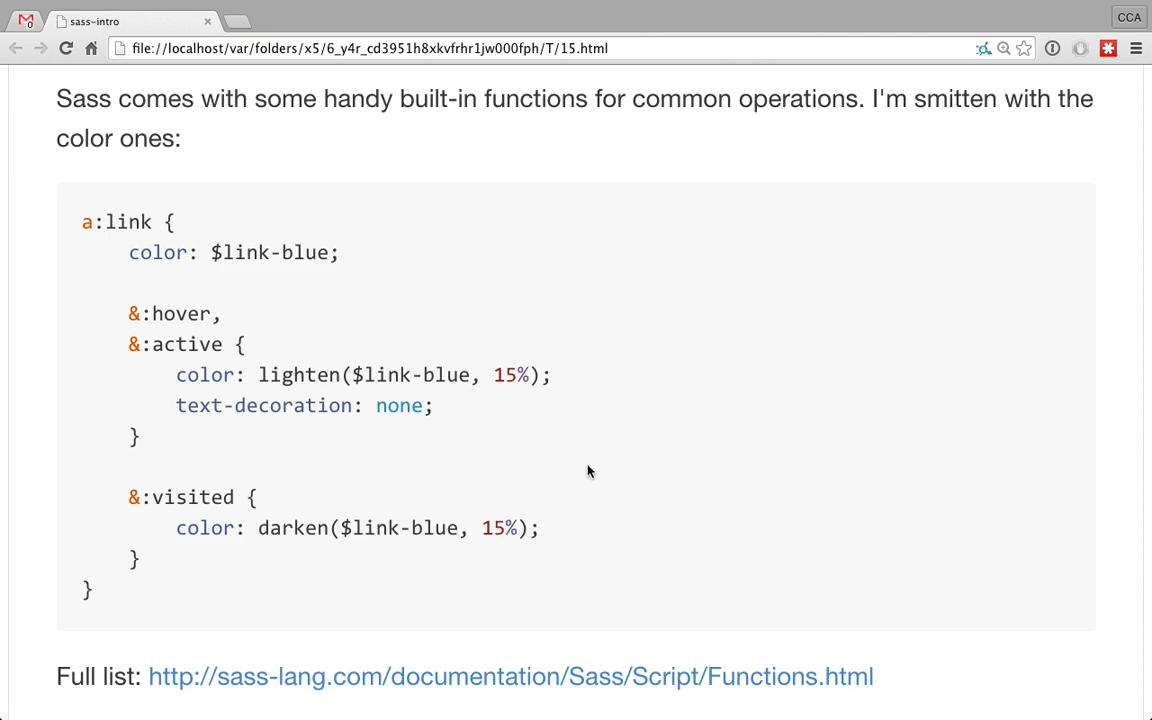 0
sass-intro
CCA
file://localhost/var/folders/x5/6_y4r_cd3951h8xkvfrhr1jw000fph/T/15.html
Sass comes with some handy built-in functions for common operations. I'm smitten with the
color ones:
a:link {
    color: $link-blue;
    &:hover,
    &:active {
        color: lighten($link-blue, 15%);
        text-decoration: none;
    }
    &:visited {
        color: darken($link-blue, 15%);
    }
}
Full list: http://sass-lang.com/documentation/Sass/Script/Functions.html